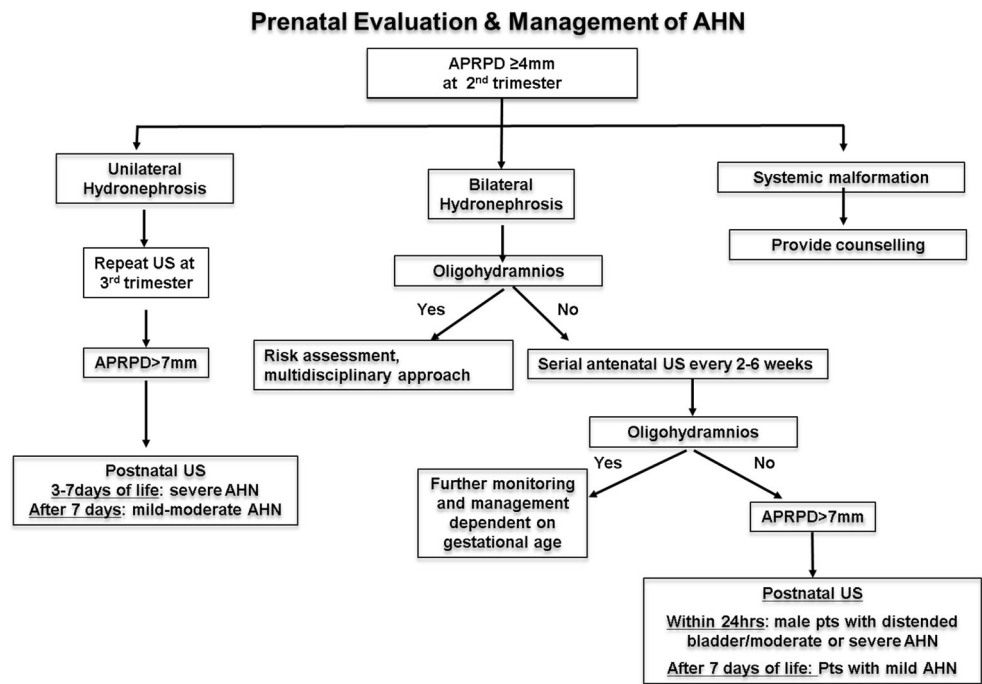 Prenatal Evaluation & Management of AHN
APRPD ≥4mm
at 2nd trimester
Unilateral
Hydronephrosis
Repeat US at
3rd trimester
APRPD>7mm
Postnatal US
3-7days of life: severe AHN
After 7 days: mild-moderate AHN
Bilateral
Hydronephrosis
Oligohydramnios
Yes
No
Risk assessment,
multidisciplinary approach
Serial antenatal US every 2-6 weeks
Oligohydramnios
Yes
No
Further monitoring
and management
dependent on
gestational age
APRPD>7mm
Postnatal US
Within 24hrs: male pts with distended
bladder/moderate or severe AHN
After 7 days of life: Pts with mild AHN
Systemic malformation
Provide counselling